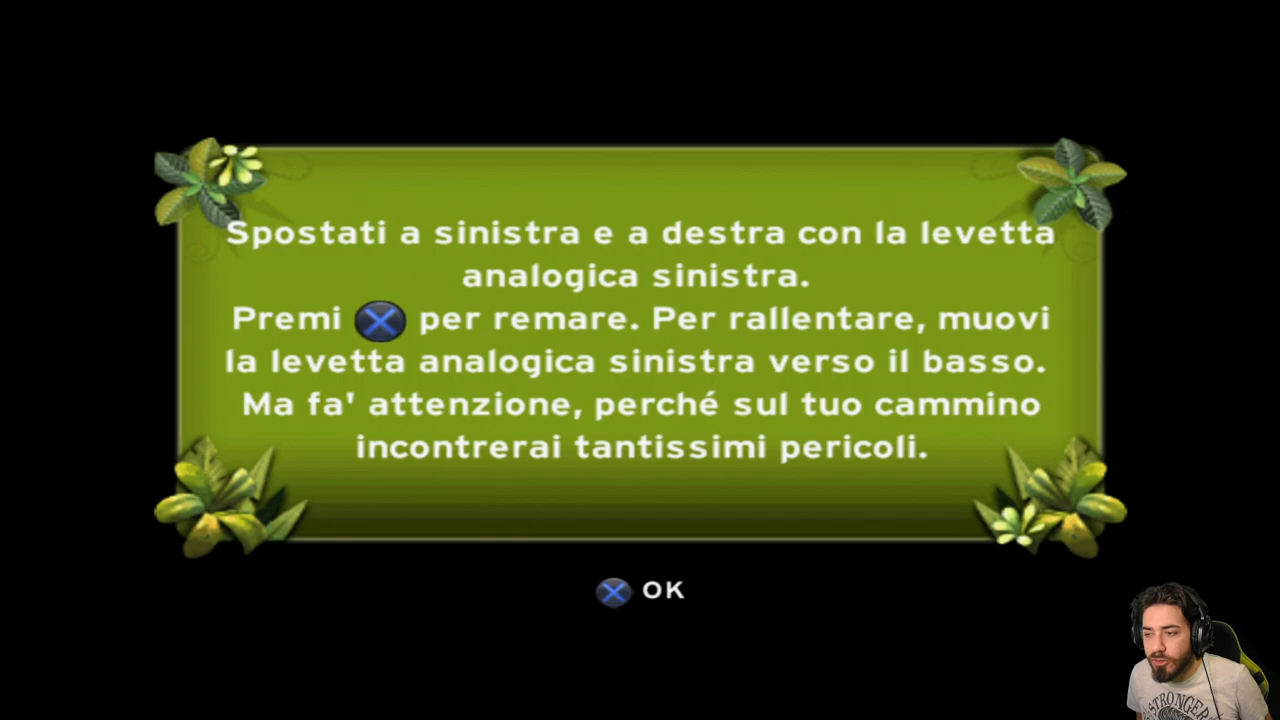 Spostati a sinistra e a destra con la levetta
analogica sinistra.
Premi per remare. Per rallentare, muovi
la levetta analogica sinistra verso il basso.
Ma fa' attenzione, perché sul tuo cammino
incontrerai tantissimi pericoli.
OK
STRONGER